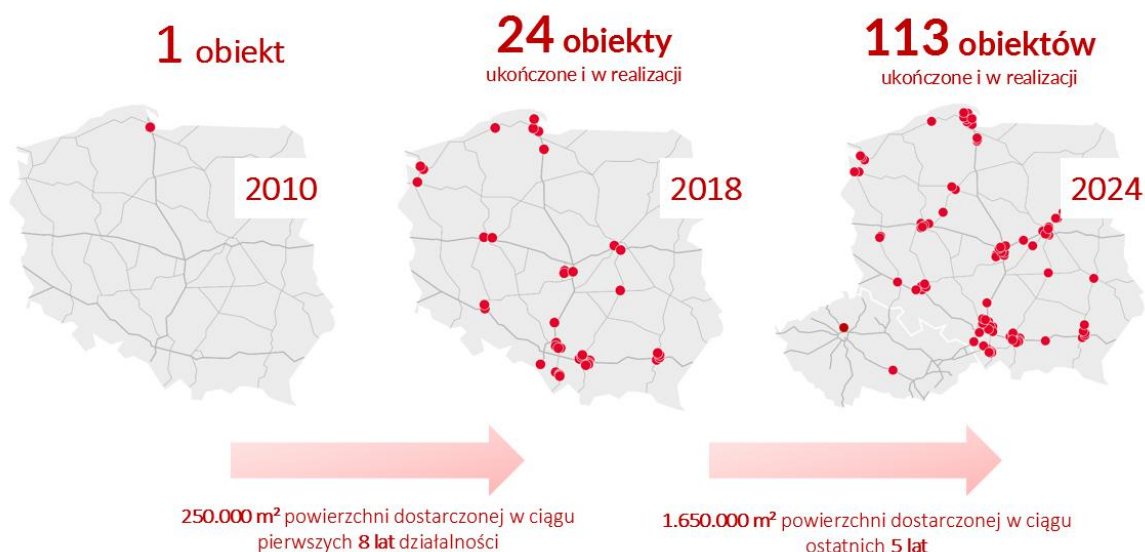 1 obiekt
2010
24 obiekty
ukończone i w realizacji
2018
113 obiektów
ukończone i w realizacji
2024
250.000 m² powierzchni dostarczonej w ciągu
pierwszych 8 lat działalności
1.650.000 m² powierzchni dostarczonej w ciągu
ostatnich 5 lat